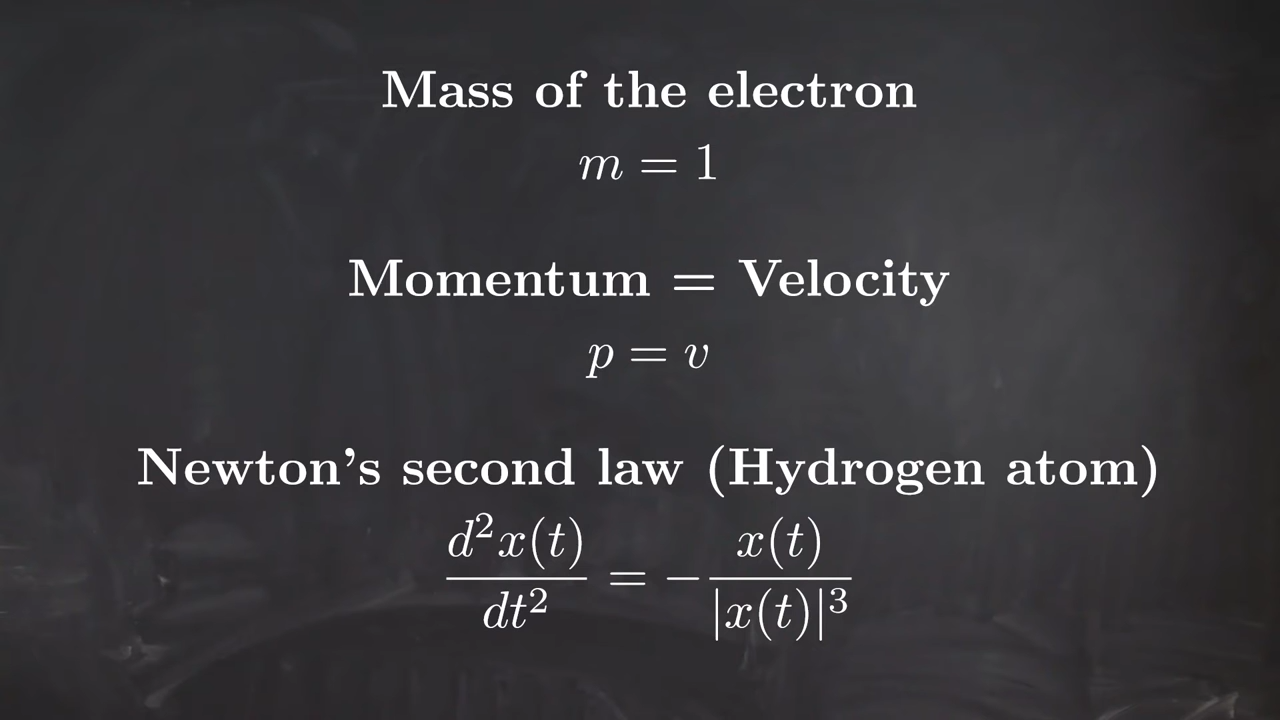 Mass of the electron
m = 1
Momentum = Velocity
p = v
Newton's second law (Hydrogen atom)
d²x(t)/dt² = −x(t)/|x(t)|³